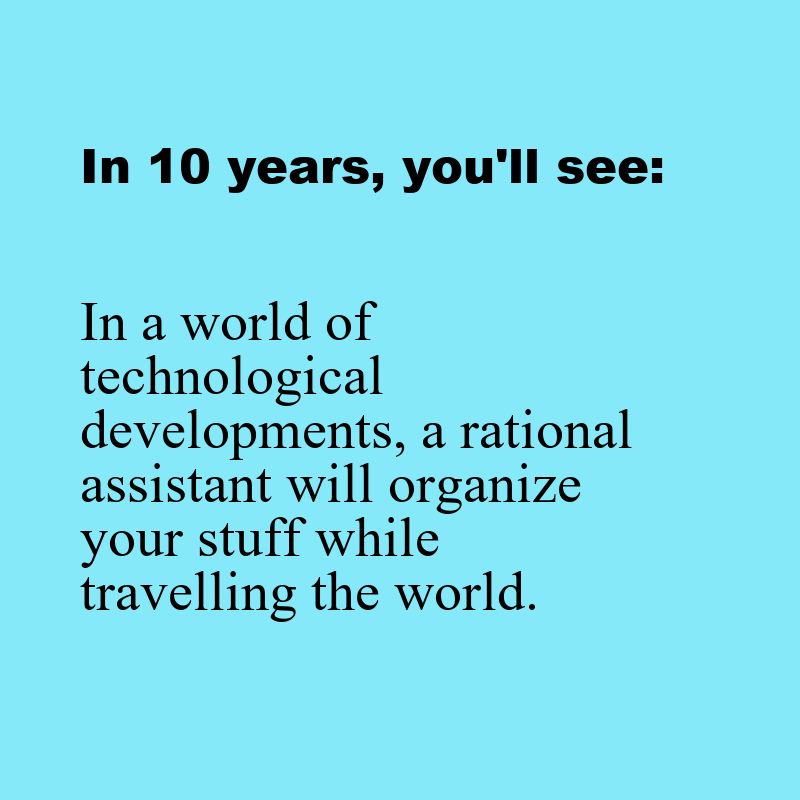 In 10 years, you'll see:
In a world of
technological
developments, a rational
assistant will organize
your stuff while
travelling the world.